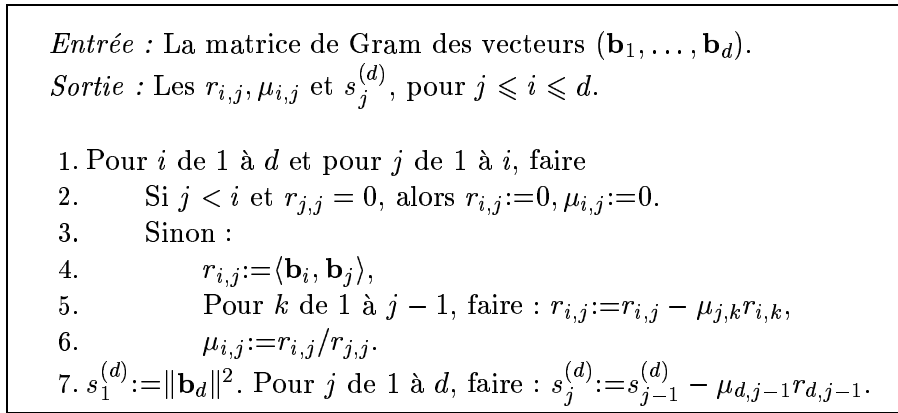 Entrée : La matrice de Gram des vecteurs (b₁, . . . , b_d).
Sortie : Les r_{i,j}, μ_{i,j} et s_j^{(d)}, pour j ⩽ i ⩽ d.
1. Pour i de 1 à d et pour j de 1 à i, faire
2. Si j < i et r_{j,j} = 0, alors r_{i,j}:=0, μ_{i,j}:=0.
3. Sinon :
4. r_{i,j}:=⟨b_i, b_j⟩,
5. Pour k de 1 à j − 1, faire : r_{i,j}:=r_{i,j} − μ_{j,k}r_{i,k},
6. μ_{i,j}:=r_{i,j}/r_{j,j}.
7. s_1^{(d)}:=‖b_d‖². Pour j de 1 à d, faire : s_j^{(d)}:=s_{j−1}^{(d)} − μ_{d,j−1}r_{d,j−1}.